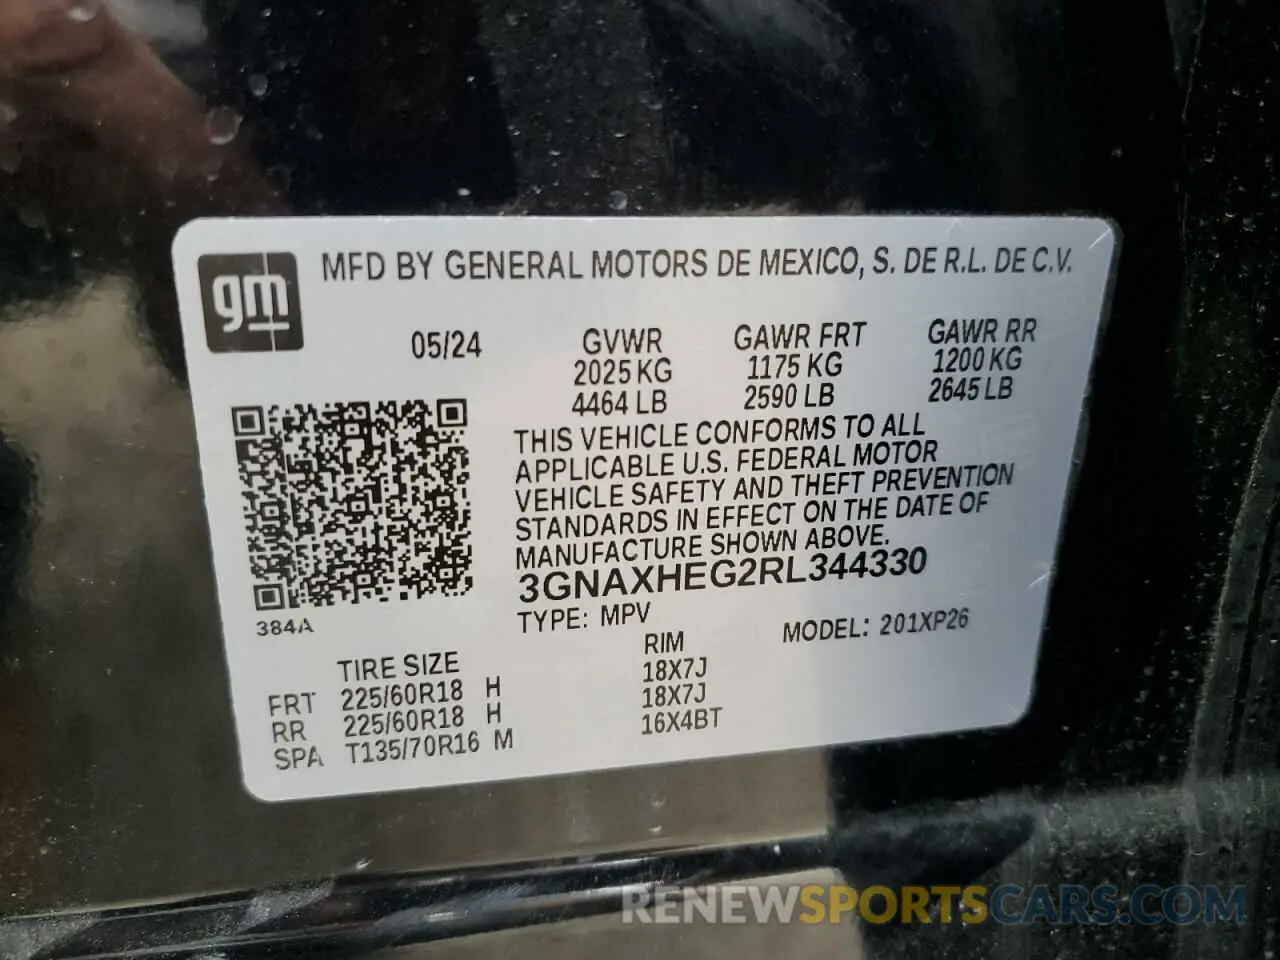 gm
MFD BY GENERAL MOTORS DE MEXICO, S. DE R.L. DE C.V.
05/24 GVWR GAWR FRT GAWR RR
2025 KG 1175 KG 1200 KG
4464 LB 2590 LB 2645 LB
THIS VEHICLE CONFORMS TO ALL
APPLICABLE U.S. FEDERAL MOTOR
VEHICLE SAFETY AND THEFT PREVENTION
STANDARDS IN EFFECT ON THE DATE OF
MANUFACTURE SHOWN ABOVE.
3GNAXHEG2RL344330
384A TYPE: MPV MODEL: 201XP26
TIRE SIZE RIM
FRT 225/60R18 H 18X7J
RR 225/60R18 H 18X7J
SPA T135/70R16 M 16X4BT
RENEWSPORTSCARS.COM